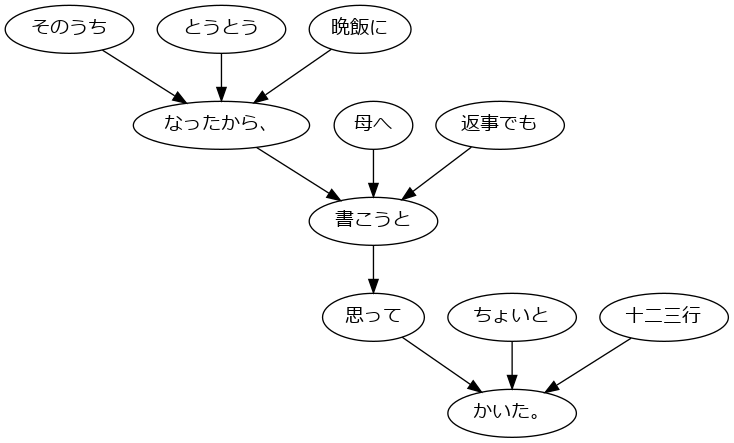 そのうち とうとう 晩飯に
なったから、 母へ 返事でも
書こうと
思って ちょいと 十二三行
かいた。